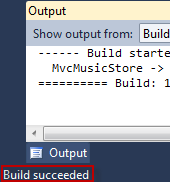 Output
Show output from: Build
------ Build starte
MvcMusicStore ->
========== Build: 1
Output
Build succeeded